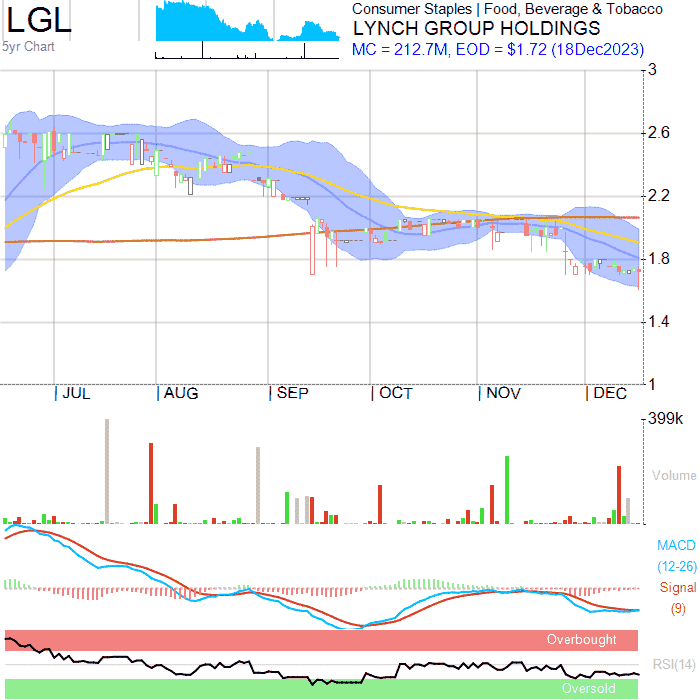 LGL
5yr Chart
Consumer Staples | Food, Beverage & Tobacco
LYNCH GROUP HOLDINGS
MC = 212.7M, EOD = $1.72 (18Dec2023)
3
2.6
2.2
1.8
1.4
1
JUL AUG SEP OCT NOV DEC
399k
Volume
MACD
(12-26)
Signal
(9)
Overbought
RSI(14)
Oversold